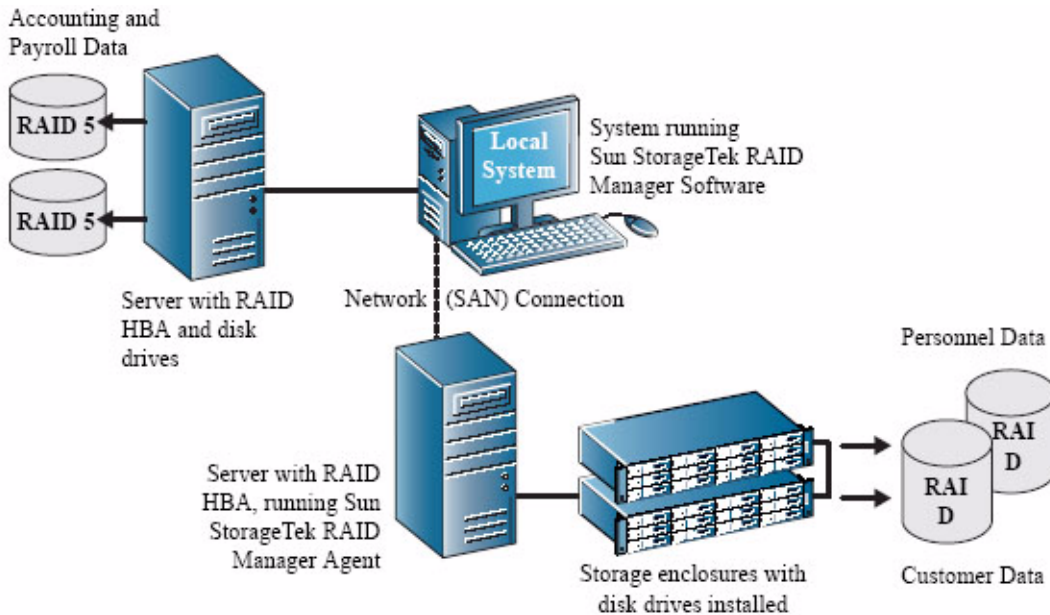 Accounting and
Payroll Data
RAID 5
RAID 5
Server with RAID
HBA and disk
drives
Local
System
System running
Sun StorageTek RAID
Manager Software
Network (SAN) Connection
Server with RAID
HBA, running Sun
StorageTek RAID
Manager Agent
Storage enclosures with
disk drives installed
Personnel Data
RAI
D
RAI
D
Customer Data